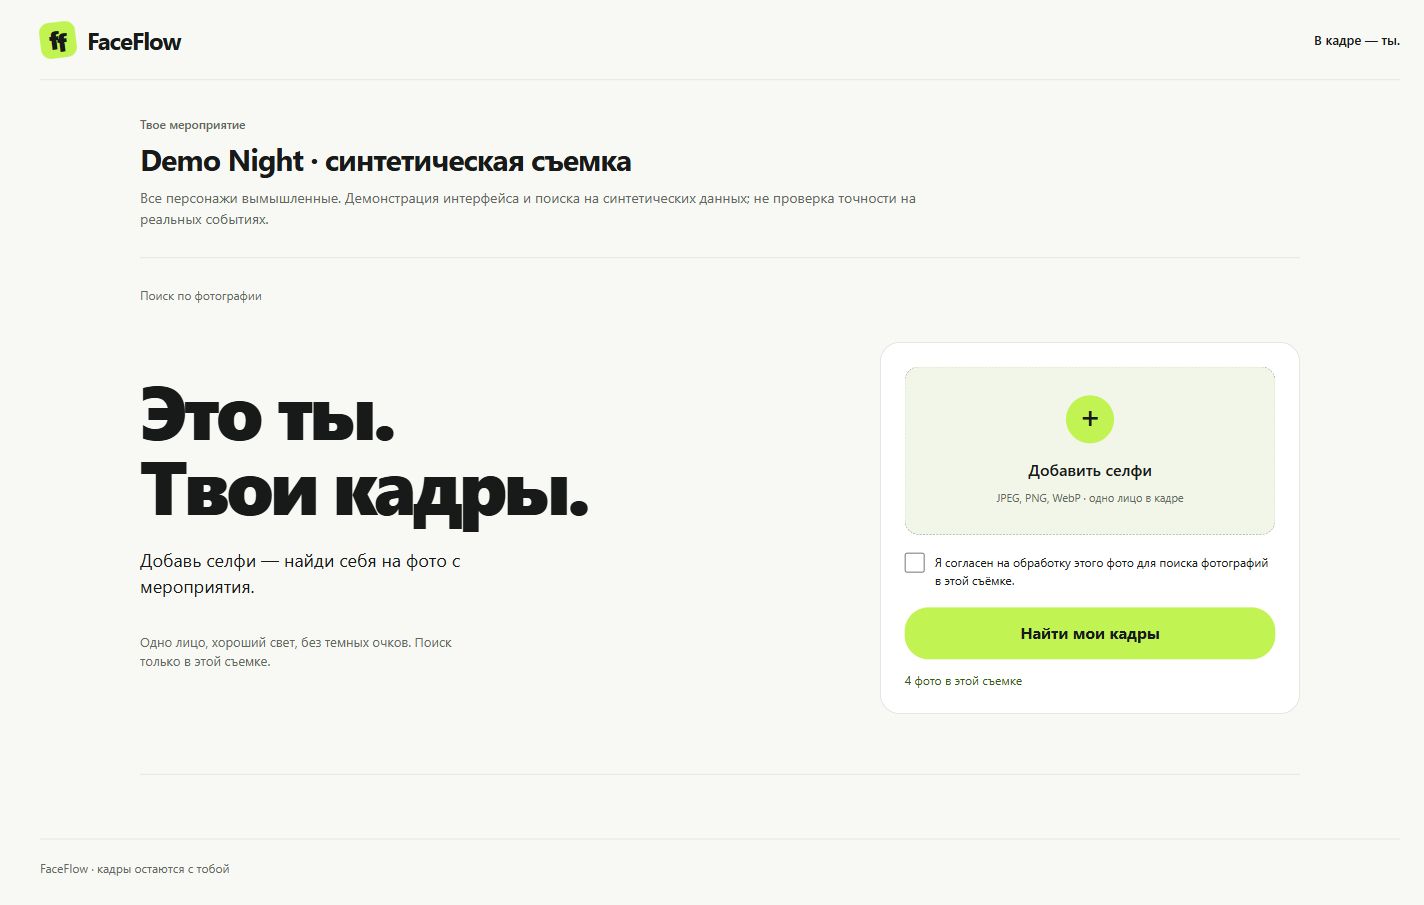 ff FaceFlow
В кадре — ты.
Твое мероприятие
Demo Night · синтетическая съемка
Все персонажи вымышленные. Демонстрация интерфейса и поиска на синтетических данных; не проверка точности на
реальных событиях.
Поиск по фотографии
Это ты.
Твои кадры.
Добавь селфи — найди себя на фото с
мероприятия.
Одно лицо, хороший свет, без темных очков. Поиск
только в этой съемке.
+
Добавить селфи
JPEG, PNG, WebP · одно лицо в кадре
Я согласен на обработку этого фото для поиска фотографий
в этой съёмке.
Найти мои кадры
4 фото в этой съемке
FaceFlow · кадры остаются с тобой